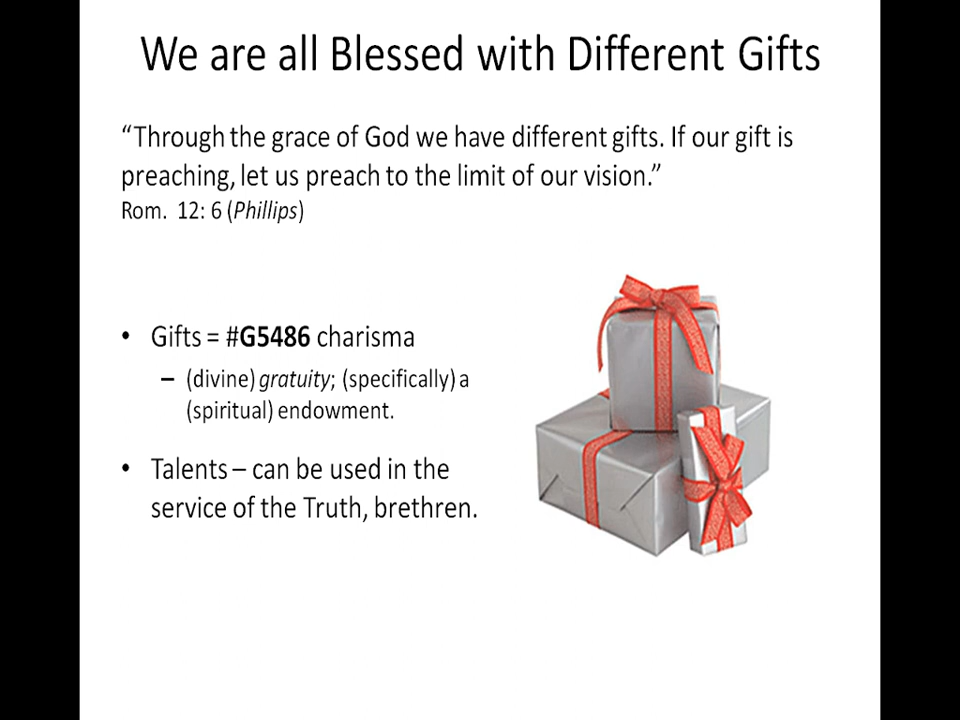 We are all Blessed with Different Gifts
“Through the grace of God we have different gifts. If our gift is
preaching, let us preach to the limit of our vision.”
Rom. 12: 6 (Phillips)
• Gifts = #G5486 charisma
– (divine) gratuity; (specifically) a
(spiritual) endowment.
• Talents – can be used in the
service of the Truth, brethren.